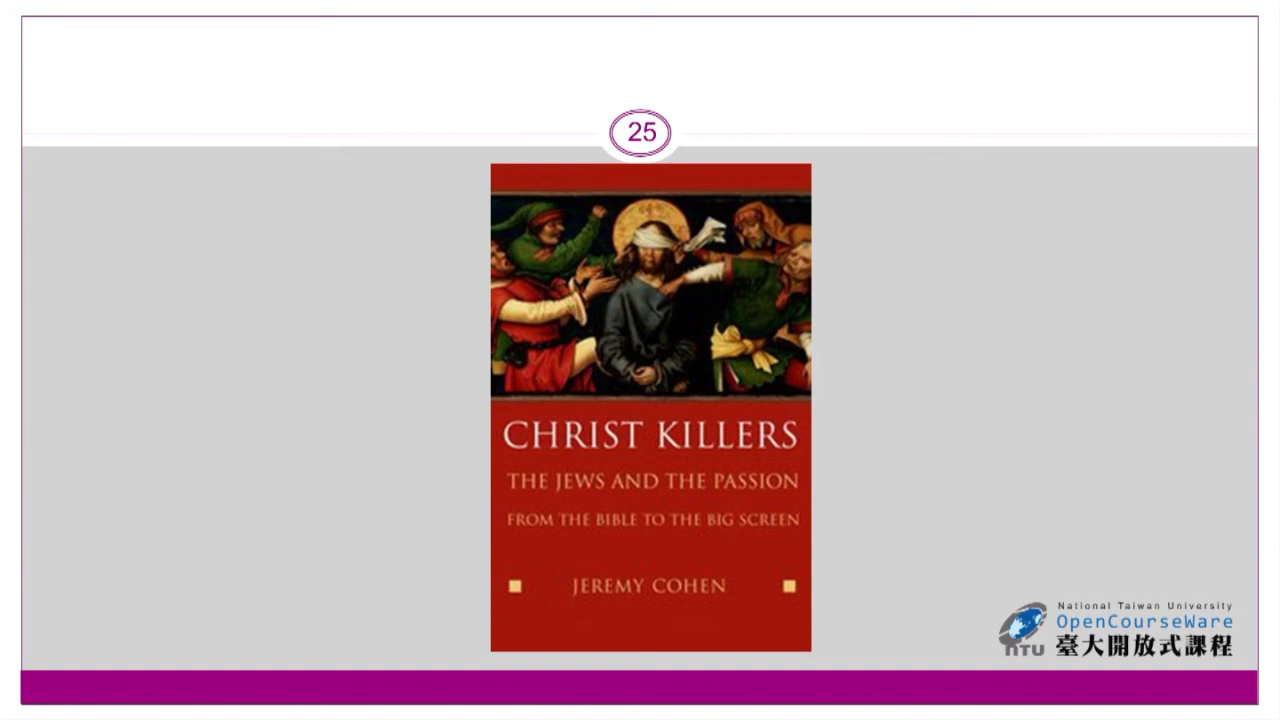 25
CHRIST KILLERS
THE JEWS AND THE PASSION
FROM THE BIBLE TO THE BIG SCREEN
JEREMY COHEN
National Taiwan University
OpenCourseWare
NTU
臺大開放式課程